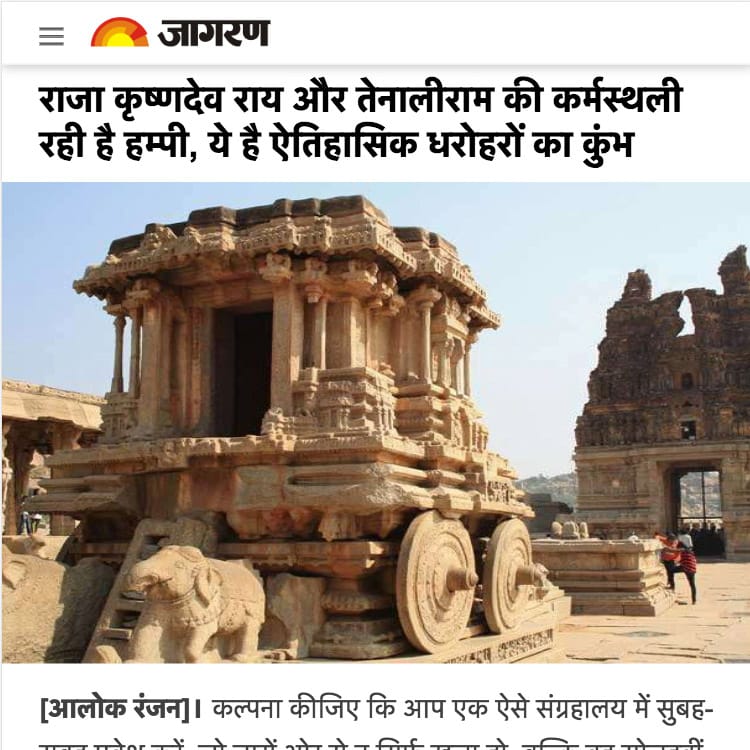 जागरण
राजा कृष्णदेव राय और तेनालीराम की कर्मस्थली
रही है हम्पी, ये है ऐतिहासिक धरोहरों का कुंभ
[आलोक रंजन]। कल्पना कीजिए कि आप एक ऐसे संग्रहालय में सुबह-